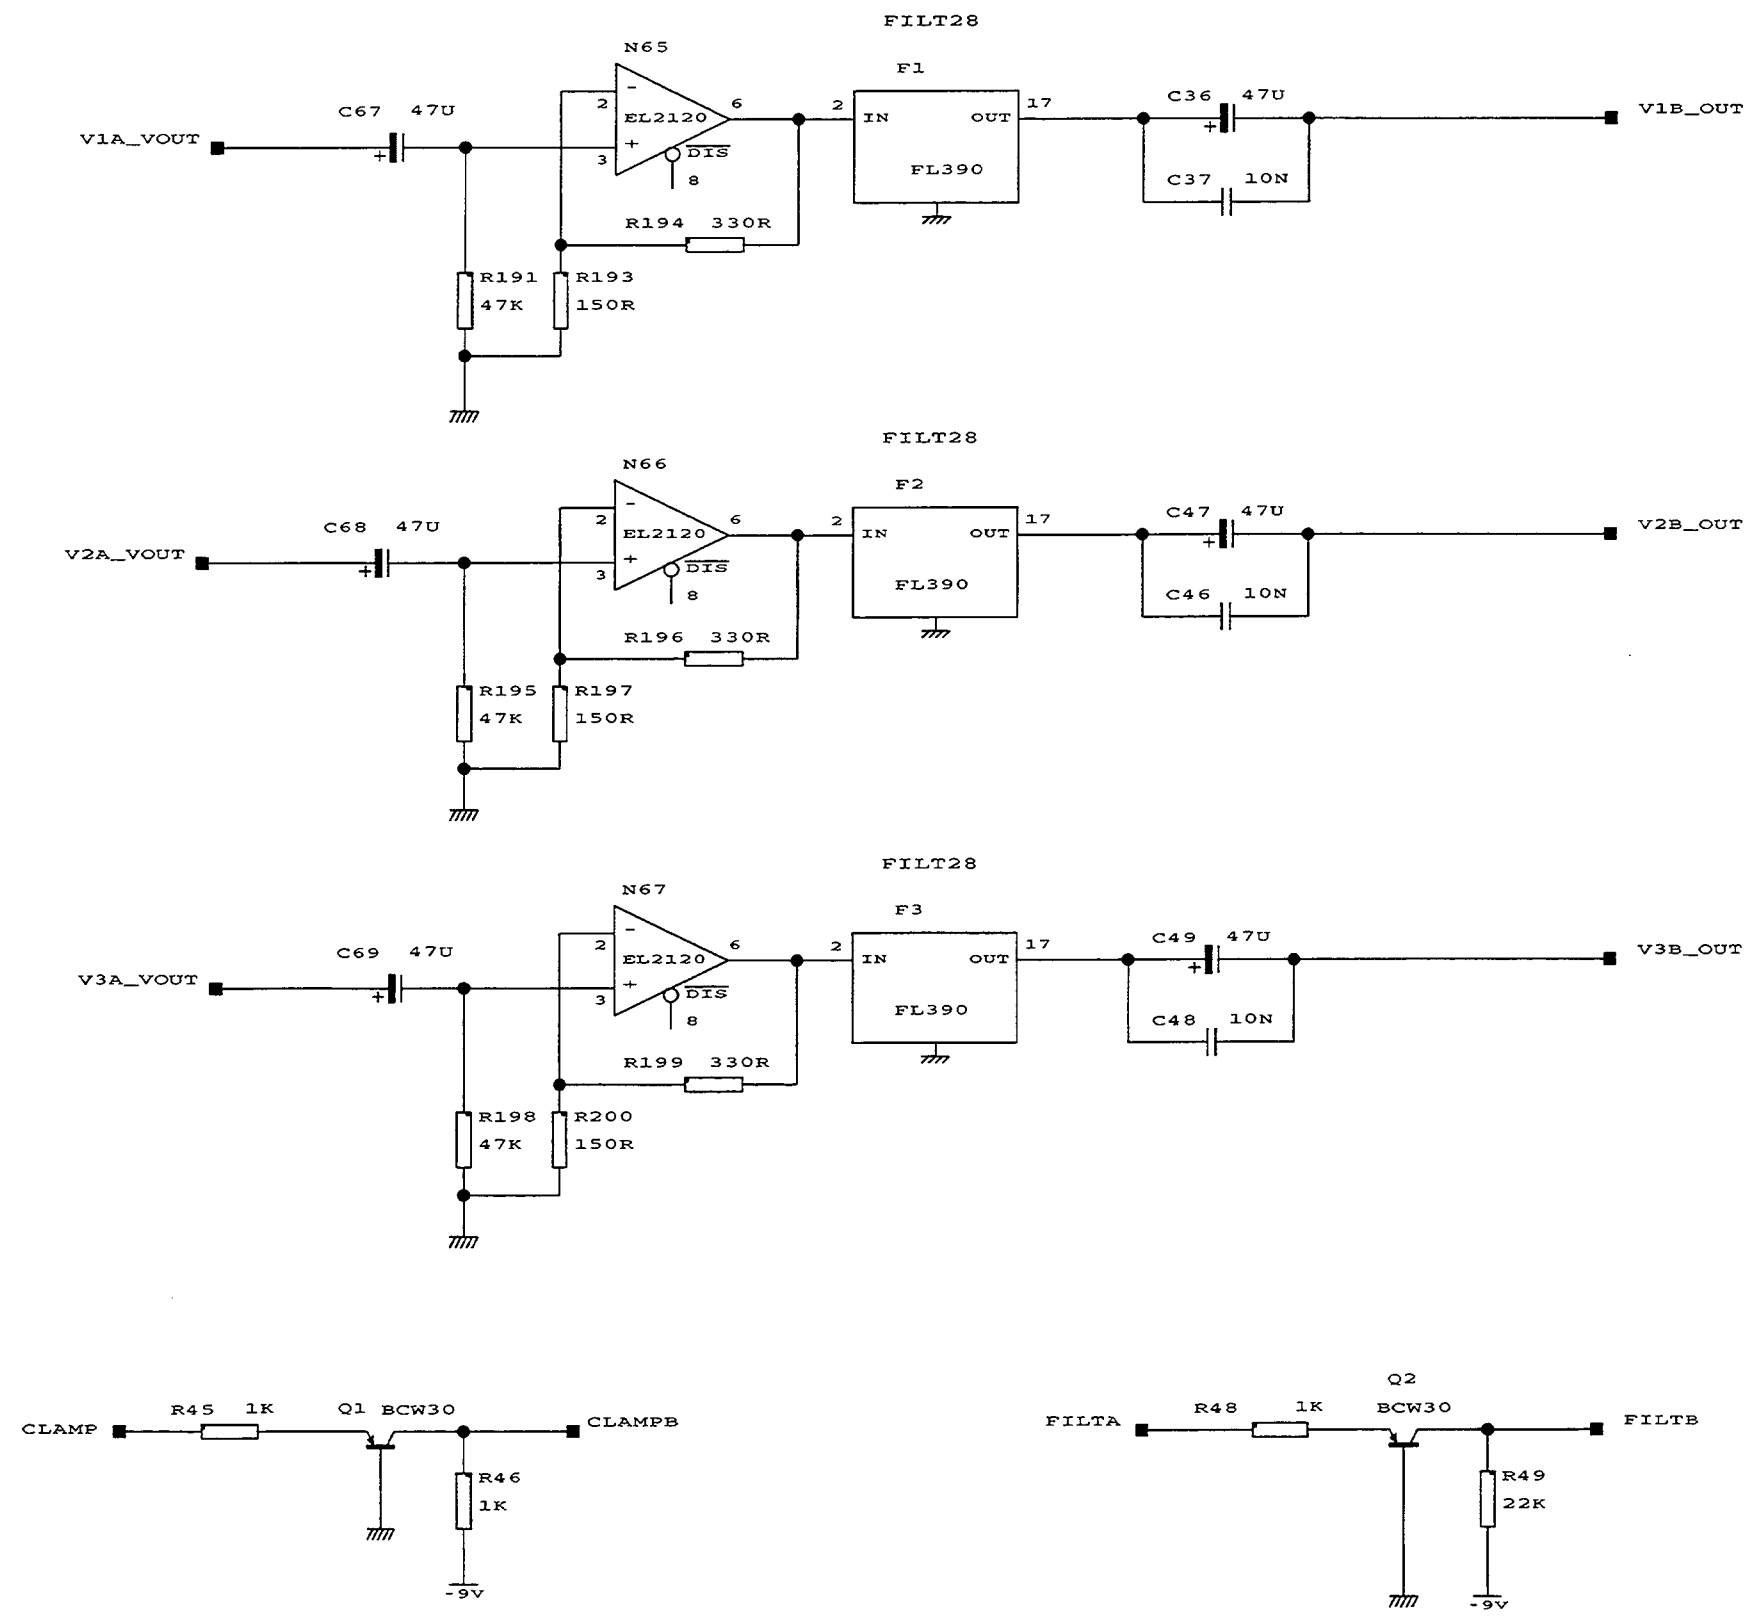 FILT28
N65
F1
C67 47U
V1A_VOUT
2
-
EL2120
+
3
6
DIS
8
2
IN
OUT
17
FL390
C36 47U
V1B_OUT
+
+
C37 10N
R194 330R
R191
47K
R193
150R
FILT28
N66
F2
C68 47U
V2A_VOUT
2
-
EL2120
+
3
6
DIS
8
2
IN
OUT
17
FL390
C47 47U
V2B_OUT
+
+
C46 10N
R196 330R
R195
47K
R197
150R
FILT28
N67
F3
C69 47U
V3A_VOUT
2
-
EL2120
+
3
6
DIS
8
2
IN
OUT
17
FL390
C49 47U
V3B_OUT
+
+
C48 10N
R199 330R
R198
47K
R200
150R
CLAMP
R45 1K
Q1 BCW30
CLAMPB
R46
1K
-9V
FILTA
R48 1K
Q2
BCW30
FILTB
R49
22K
-9V